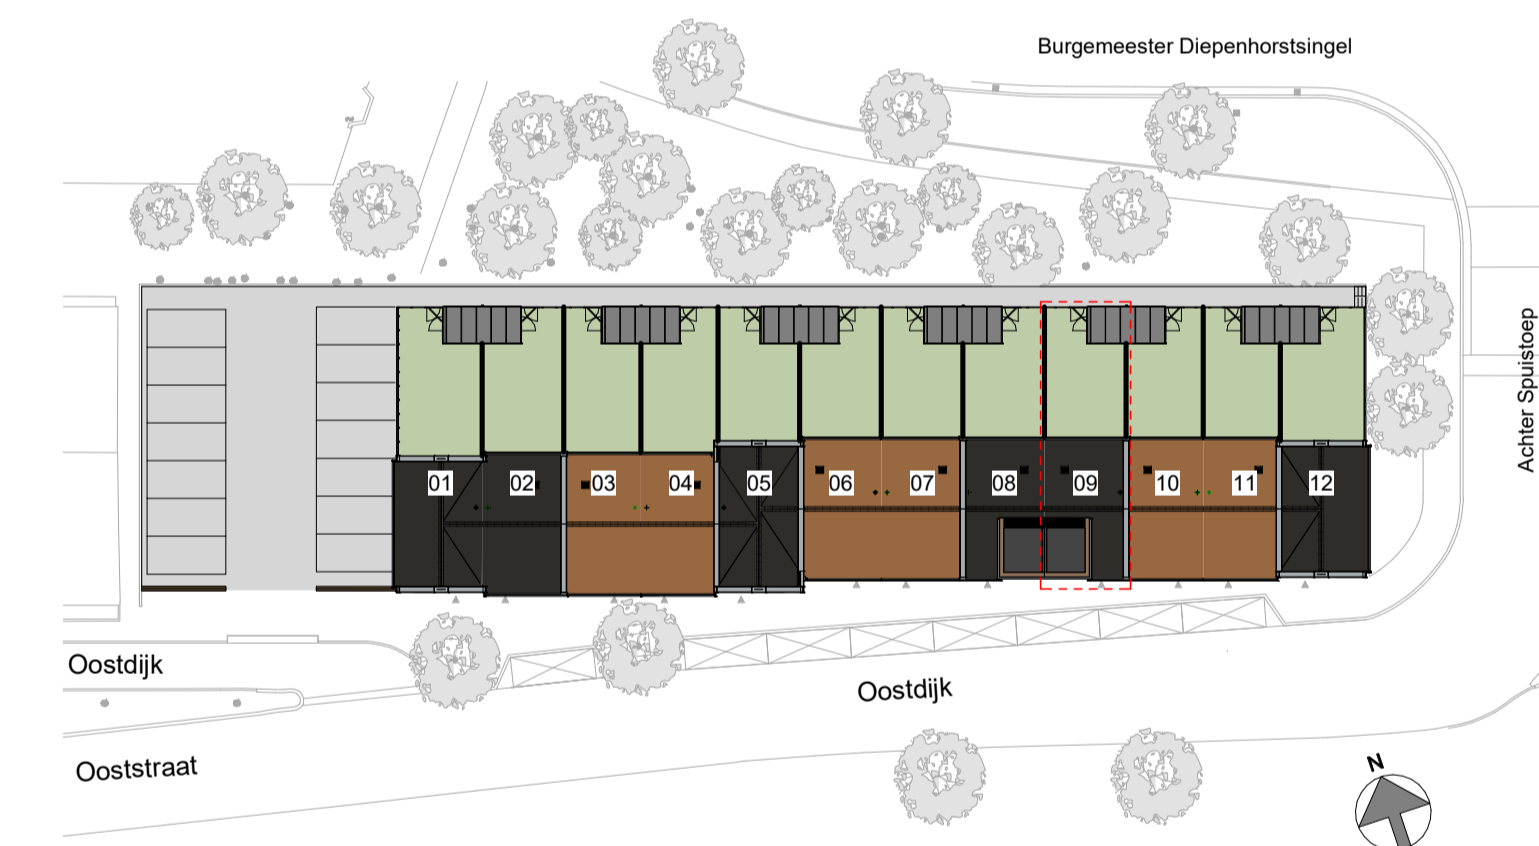 Burgemeester Diepenhorstsingel
Achter Spuistoep
01 02 03 04 05 06 07 08 09 10 11 12
Oostdijk
Oostdijk
Ooststraat
N